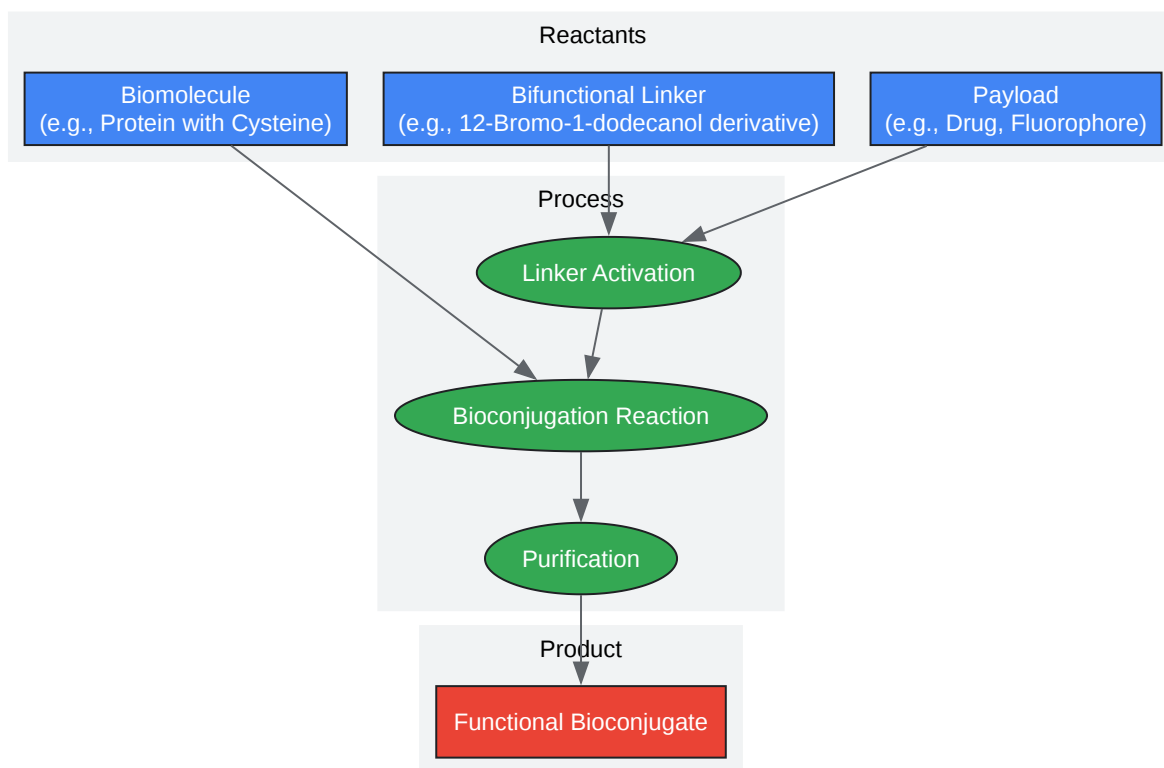 Reactants
Biomolecule
(e.g., Protein with Cysteine)
Bifunctional Linker
(e.g., 12-Bromo-1-dodecanol derivative)
Payload
(e.g., Drug, Fluorophore)
Process
Linker Activation
Bioconjugation Reaction
Purification
Product
Functional Bioconjugate